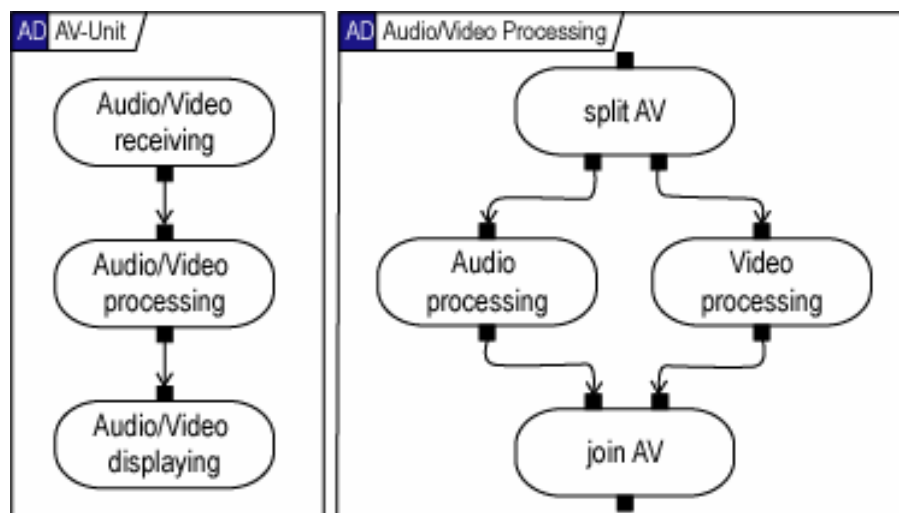 AD AV-Unit
Audio/Video
receiving
Audio/Video
processing
Audio/Video
displaying
AD Audio/Video Processing
split AV
Audio
processing
Video
processing
join AV